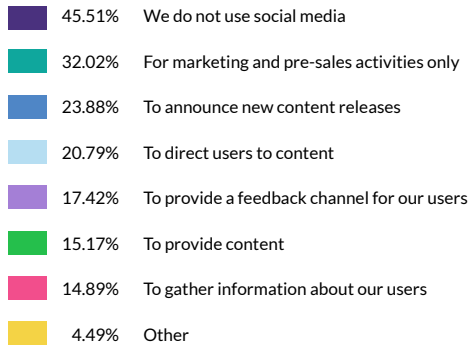 45.51% We do not use social media
32.02% For marketing and pre-sales activities only
23.88% To announce new content releases
20.79% To direct users to content
17.42% To provide a feedback channel for our users
15.17% To provide content
14.89% To gather information about our users
4.49% Other